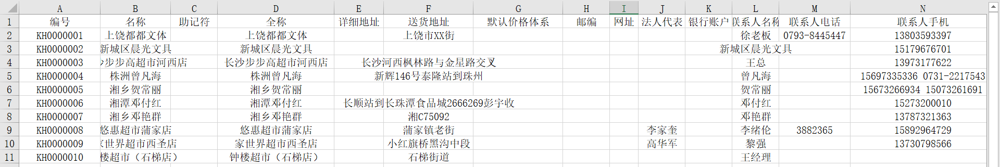 A B C D E F G H I J K L M N
1 编号 名称 助记符 全称 详细地址 送货地址 默认价格体系 邮编 网址 法人代表 银行账户 联系人名称 联系人电话 联系人手机
2 KH0000001 上饶都都文体 上饶都都文体 上饶市XX街 徐老板 0793-8445447 13803593397
3 KH0000002 新城区晨光文具 新城区晨光文具 新城区晨光文具 15179676701
4 KH0000003 沙步步高超市河西店 长沙步步高超市河西店 长沙河西枫林路与金星路交叉 王总 13973177622
5 KH0000004 株洲曾凡海 株洲曾凡海 新辉146号泰隆站到珠州 曾凡海 15697335336 0731-2217543
6 KH0000005 湘乡贺常丽 湘乡贺常丽 贺常丽 15673266934 15073261691
7 KH0000006 湘潭邓付红 湘潭邓付红 长顺站到长珠潭食品城2666269彭宇收 邓付红 15273200010
8 KH0000007 湘乡邓艳群 湘乡邓艳群 湘C75092 邓艳群 13787321363
9 KH0000008 悠惠超市蒲家店 悠惠超市蒲家店 蒲家镇老街 李家奎 李绪伦 3882365 15892964729
10 KH0000009 家世界超市西圣店 家世界超市西圣店 小红旗桥黑沟中段 高华军 黎强 13730798566
11 KH0000010 楼超市（石梯店） 钟楼超市（石梯店） 石梯街道 王经理